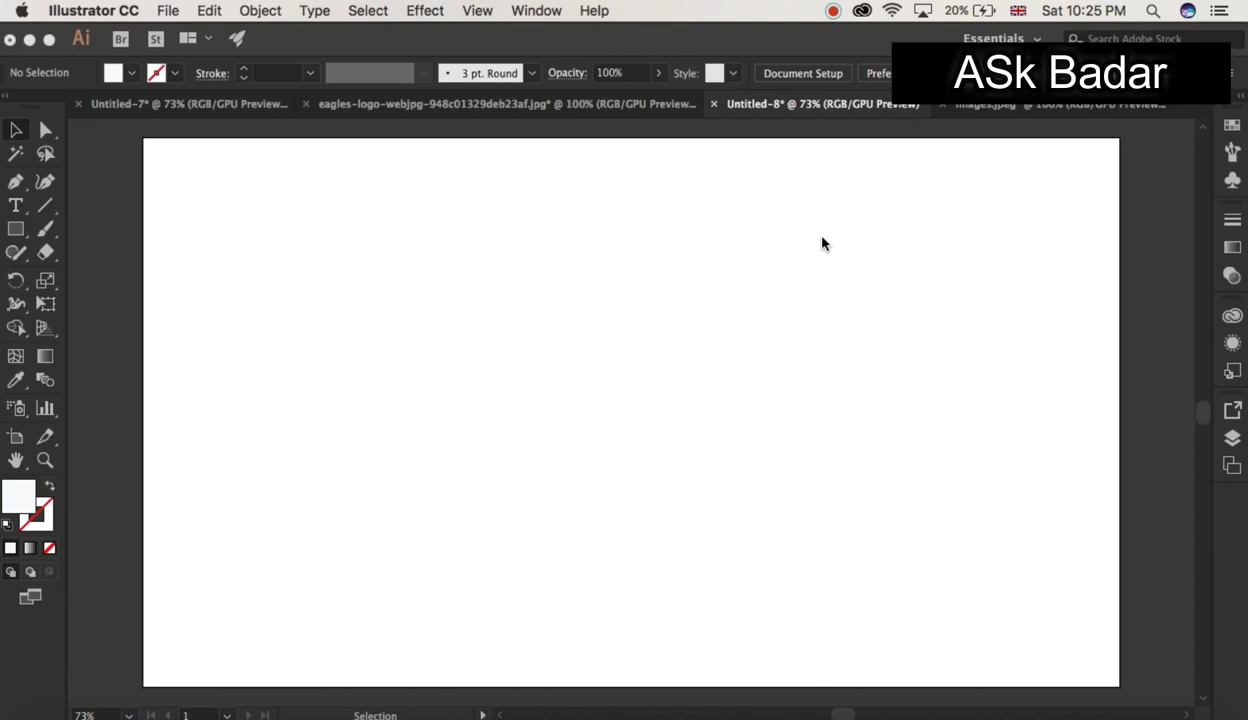 Illustrator CC File Edit Object Type Select Effect View Window Help 20% Sat 10:25 PM
Ai Br St Essentials Search Adobe Stock
ASk Badar
No Selection Stroke: 3 pt. Round Opacity: 100% Style: Document Setup Prefe
Untitled-7* @ 73% (RGB/GPU Preview... eagles-logo-webjpg-948c01329deb23af.jpg* @ 100% (RGB/GPU Preview... Untitled-8* @ 73% (RGB/GPU Preview)
T
73% 1 Selection